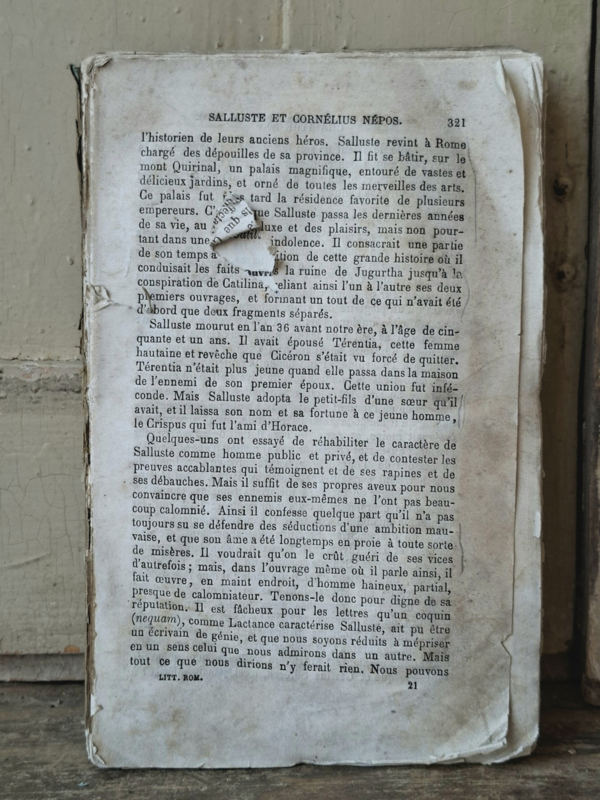 SALLUSTE ET CORNÉLIUS NÉPOS. 321
l'historien de leurs anciens héros. Salluste revint à Rome
chargé des dépouilles de sa province. Il fit se bâtir, sur le
mont Quirinal, un palais magnifique, entouré de vastes et
délicieux jardins, et orné de toutes les merveilles des arts.
Ce palais fut tard la résidence favorite de plusieurs
empereurs. Salluste passa les dernières années
de sa vie, au luxe et des plaisirs, mais non pour-
tant dans une indolence. Il consacrait une partie
de son temps de cette grande histoire où il
conduisait les faits la ruine de Jugurtha jusqu'à la
conspiration de Catilina, reliant ainsi l'un à l'autre ses deux
premiers ouvrages, et formant un tout de ce qui n'avait été
d'abord que deux fragments séparés.
Salluste mourut en l'an 36 avant notre ère, à l'âge de cin-
quante et un ans. Il avait épousé Térentia, cette femme
hautaine et revêche que Cicéron s'était vu forcé de quitter.
Térentia n'était plus jeune quand elle passa dans la maison
de l'ennemi de son premier époux. Cette union fut infé-
conde. Mais Salluste adopta le petit-fils d'une sœur qu'il
avait, et il laissa son nom et sa fortune à ce jeune homme,
le Crispus qui fut l'ami d'Horace.
Quelques-uns ont essayé de réhabiliter le caractère de
Salluste comme homme public et privé, et de contester les
preuves accablantes qui témoignent et de ses rapines et de
ses débauches. Mais il suffit de ses propres aveux pour nous
convaincre que ses ennemis eux-mêmes ne l'ont pas beau-
coup calomnié. Ainsi il confesse quelque part qu'il n'a pas
toujours su se défendre des séductions d'une ambition mau-
vaise, et que son âme a été longtemps en proie à toute sorte
de misères. Il voudrait qu'on le crût guéri de ses vices
d'autrefois; mais, dans l'ouvrage même où il parle ainsi, il
fait œuvre, en maint endroit, d'homme haineux, partial,
presque de calomniateur. Tenons-le donc pour digne de sa
réputation. Il est fâcheux pour les lettres qu'un coquin
(nequam), comme Lactance caractérise Salluste, ait pu être
un écrivain de génie, et que nous soyons réduits à mépriser
en un sens celui que nous admirons dans un autre. Mais
tout ce que nous dirions n'y ferait rien. Nous pouvons
LITT. ROM. 21